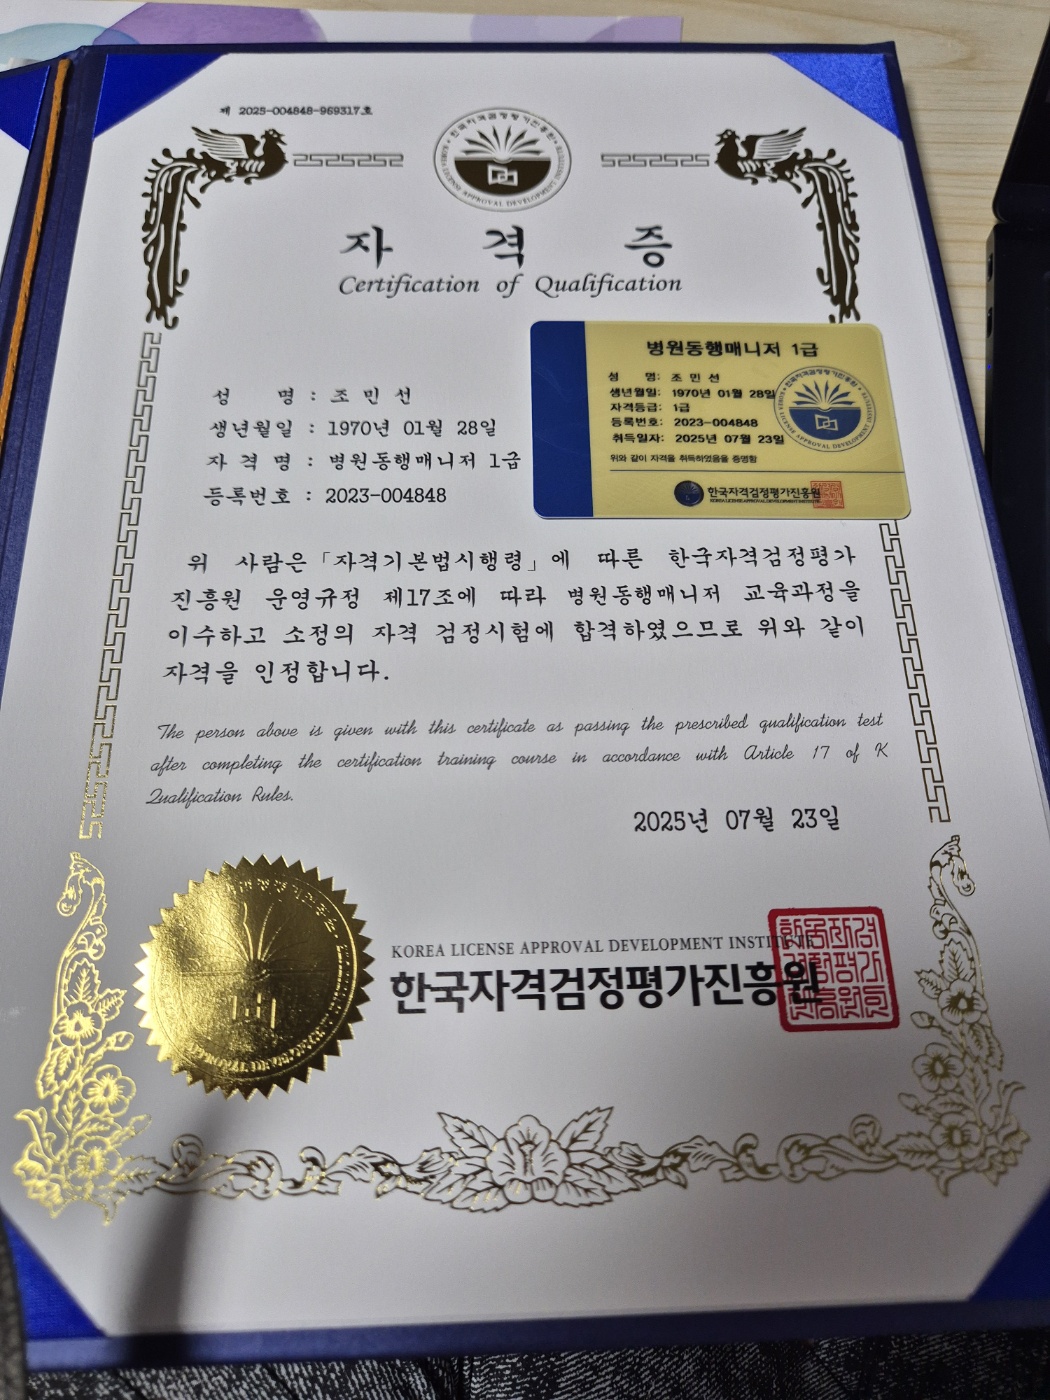 제 2025-004848-969317호
자 격 증
Certification of Qualification
성 명 : 조 민 선
생년월일 : 1970년 01월 28일
자 격 명 : 병원동행매니저 1급
등록번호 : 2023-004848
병원동행매니저 1급
성 명: 조 민 선
생년월일: 1970년 01월 28일
자격등급: 1급
등록번호: 2023-004848
취득일자: 2025년 07월 23일
위와 같이 자격을 취득하였음을 증명함
한국자격검정평가진흥원
KOREA LICENSE APPROVAL DEVELOPMENT INSTITUTE
위 사람은「자격기본법시행령」에 따른 한국자격검정평가
진흥원 운영규정 제17조에 따라 병원동행매니저 교육과정을
이수하고 소정의 자격 검정시험에 합격하였으므로 위와 같이
자격을 인정합니다.
The person above is given with this certificate as passing the prescribed qualification test
after completing the certification training course in accordance with Article 17 of K
Qualification Rules.
2025년 07월 23일
KOREA LICENSE APPROVAL DEVELOPMENT INSTITUTE
한국자격검정평가진흥원